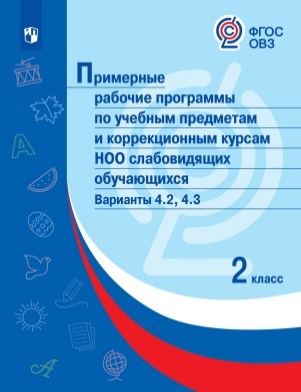 ФГОС
ОВЗ
Примерные
рабочие программы
по учебным предметам
и коррекционным курсам
НОО слабовидящих
обучающихся
Варианты 4.2, 4.3
2 класс
А
А